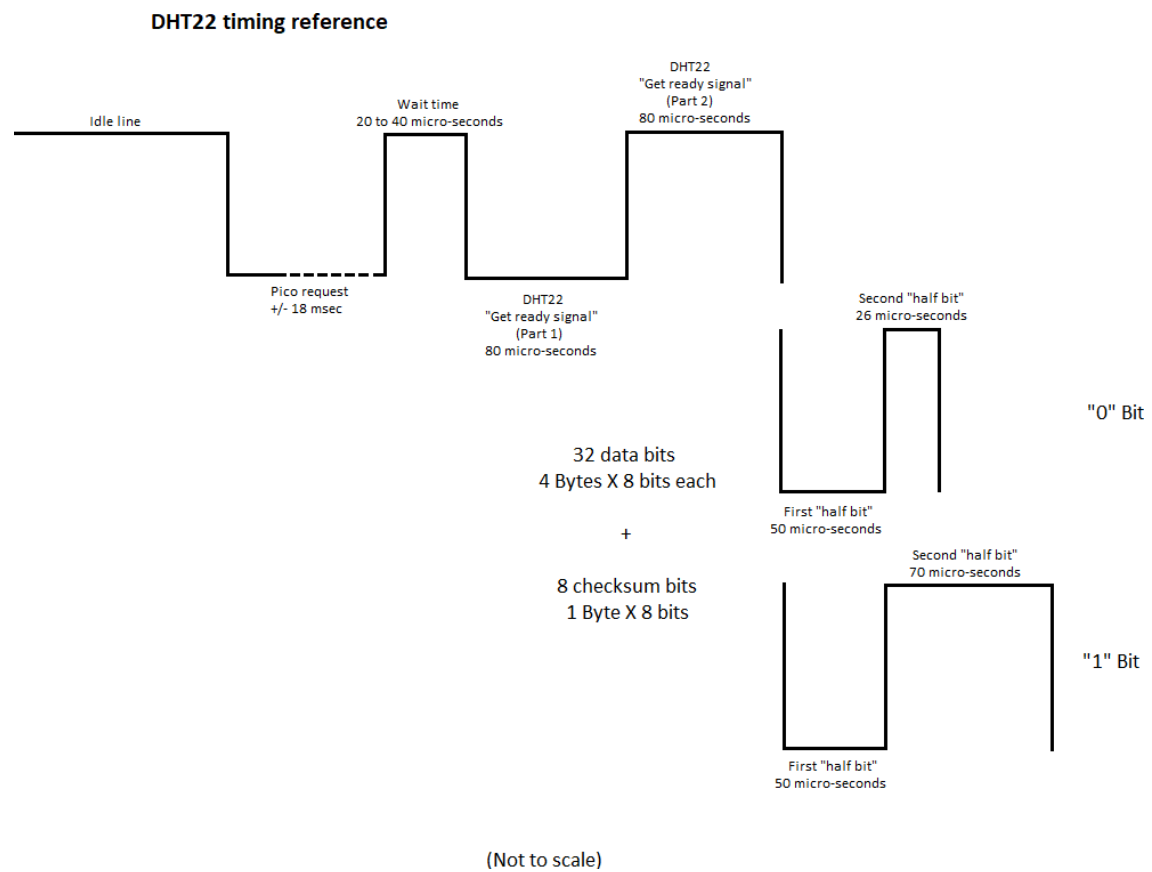 DHT22 timing reference
Idle line
Pico request
+/- 18 msec
Wait time
20 to 40 micro-seconds
DHT22
"Get ready signal"
(Part 1)
80 micro-seconds
DHT22
"Get ready signal"
(Part 2)
80 micro-seconds
Second "half bit"
26 micro-seconds
"0" Bit
First "half bit"
50 micro-seconds
32 data bits
4 Bytes X 8 bits each
+
8 checksum bits
1 Byte X 8 bits
Second "half bit"
70 micro-seconds
"1" Bit
First "half bit"
50 micro-seconds
(Not to scale)